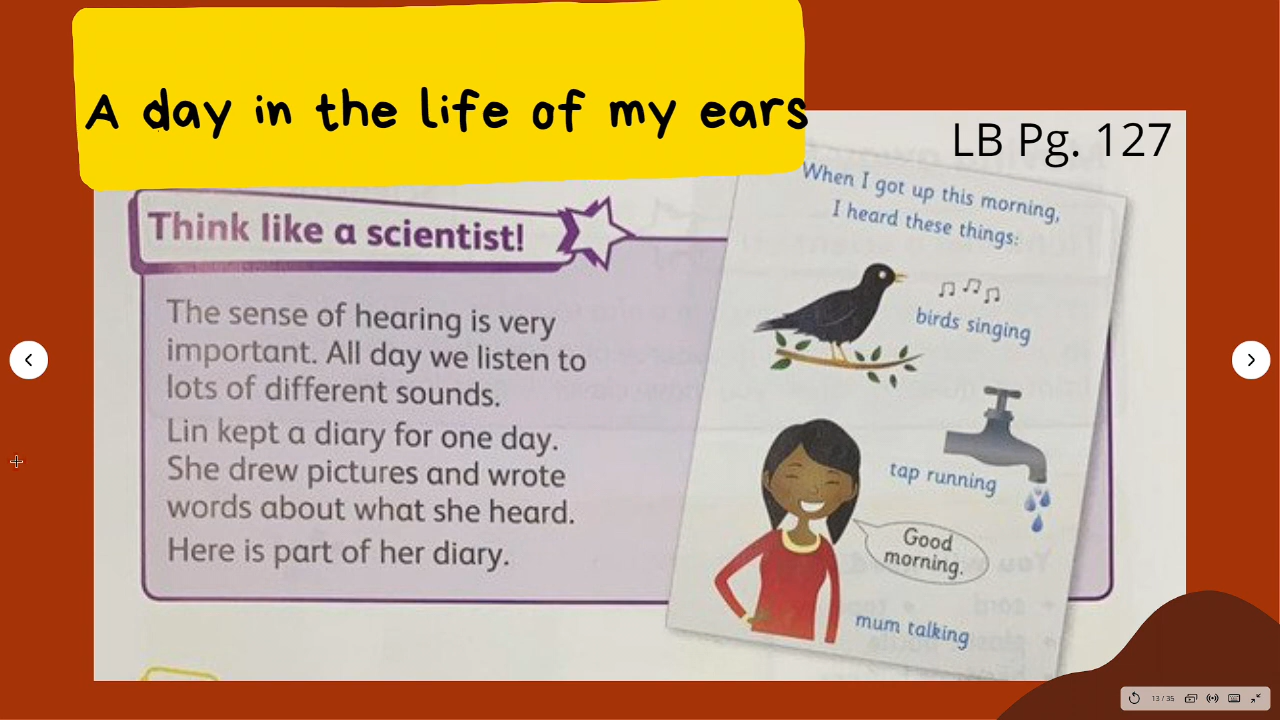 A day in the life of my ears
LB Pg. 127
Think like a scientist!
The sense of hearing is very
important. All day we listen to
lots of different sounds.
Lin kept a diary for one day.
She drew pictures and wrote
words about what she heard.
Here is part of her diary.
When I got up this morning,
I heard these things:
birds singing
tap running
Good
morning.
mum talking
13 / 35